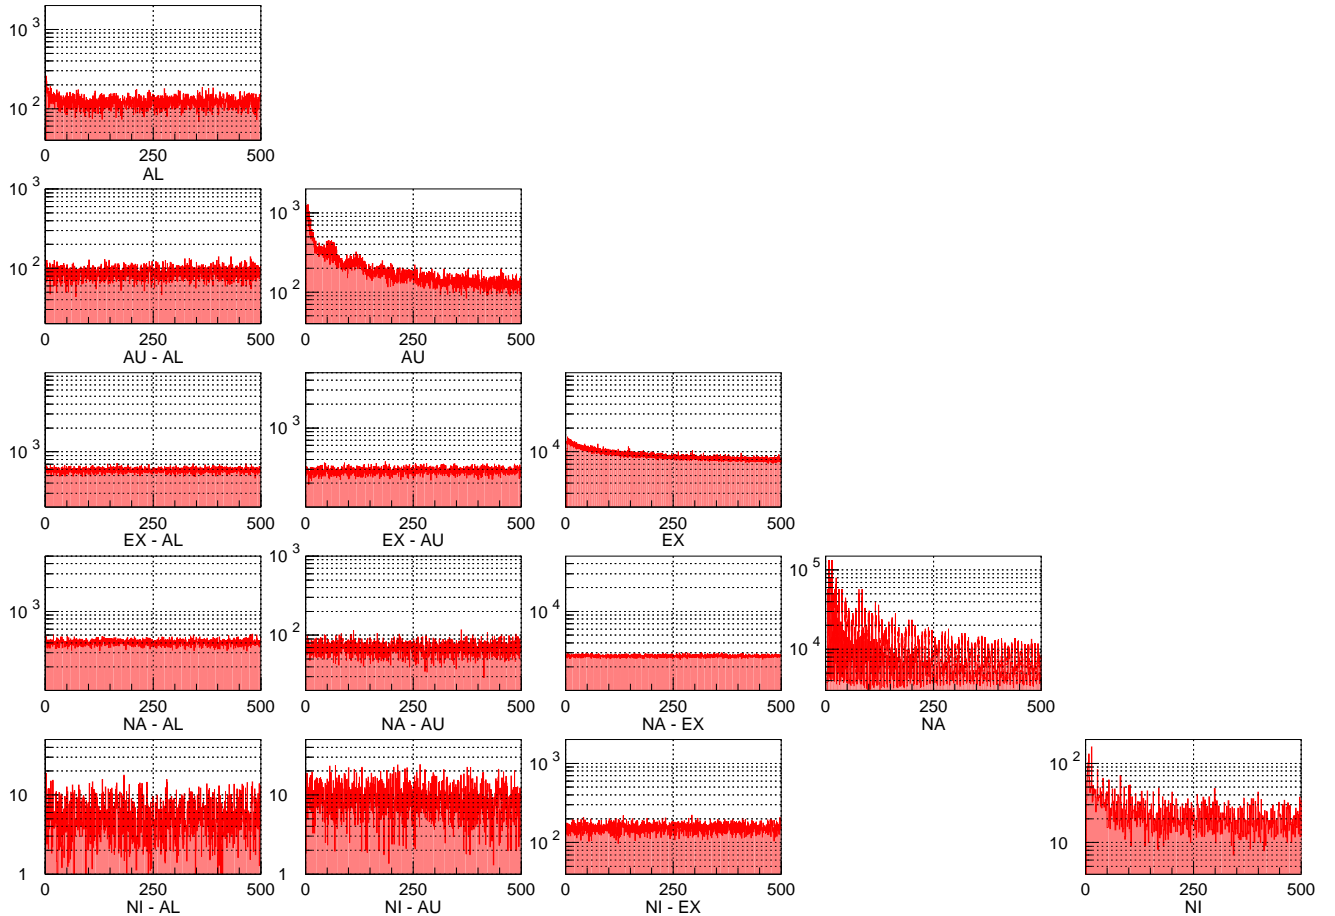 10 3
10 2
0 250 500
AL
10 3 10 3
10 2 10 2
0 250 500 0 250 500
AU - AL AU
10 3 10 3 10 4
0 250 500 0 250 500 0 250 500
EX - AL EX - AU EX
10 3 10 3 10 4 10 5
10 2 10 4
0 250 500 0 250 500 0 250 500 0 250 500
NA - AL NA - AU NA - EX NA
10 10 10 3 10 2
1 1 10 2 10
0 250 500 0 250 500 0 250 500 0 250 500
NI - AL NI - AU NI - EX NI